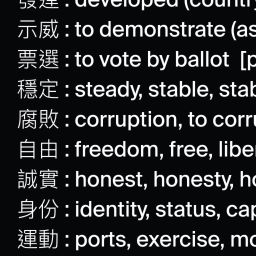 發達 : developed (country
示威 : to demonstrate (as
票選 : to vote by ballot [p
穩定 : steady, stable, stab
腐敗 : corruption, to corru
自由 : freedom, free, libe
誠實 : honest, honesty, ho
身份 : identity, status, cap
運動 : ports, exercise, mo